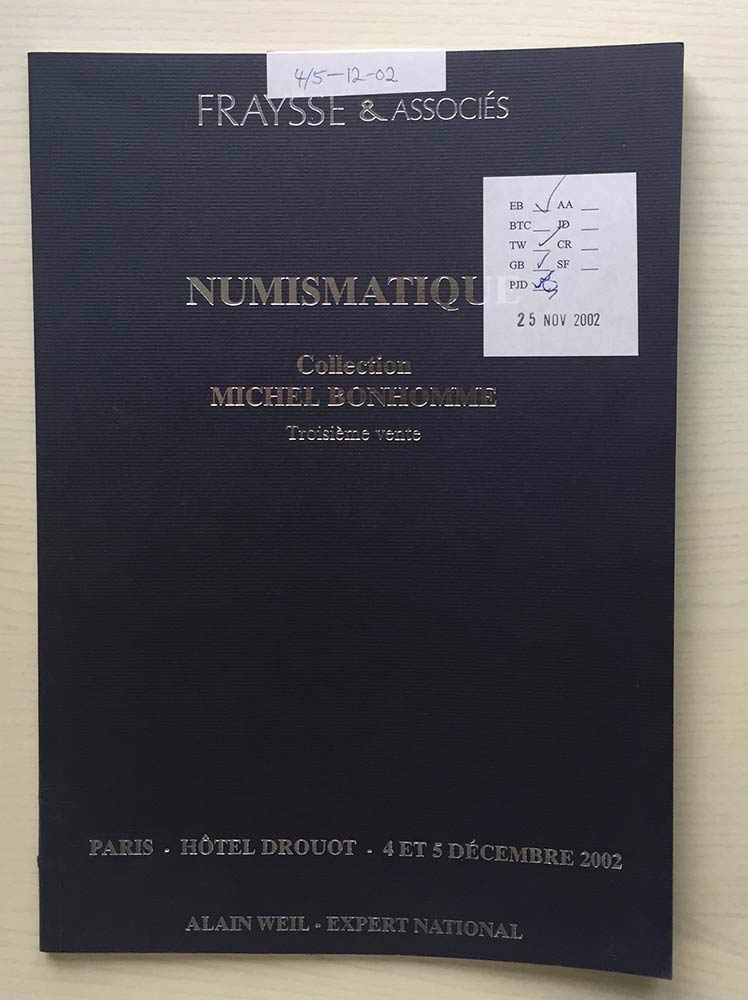 4/5-12-02
FRAYSSE & ASSOCIÉS
EB AA
BTC JD
TW CR
GB SF
PJD
25 NOV 2002
NUMISMATIQUE
Collection
MICHEL BONHOMME
Troisième vente
PARIS - HÔTEL DROUOT - 4 ET 5 DÉCEMBRE 2002
ALAIN WEIL - EXPERT NATIONAL